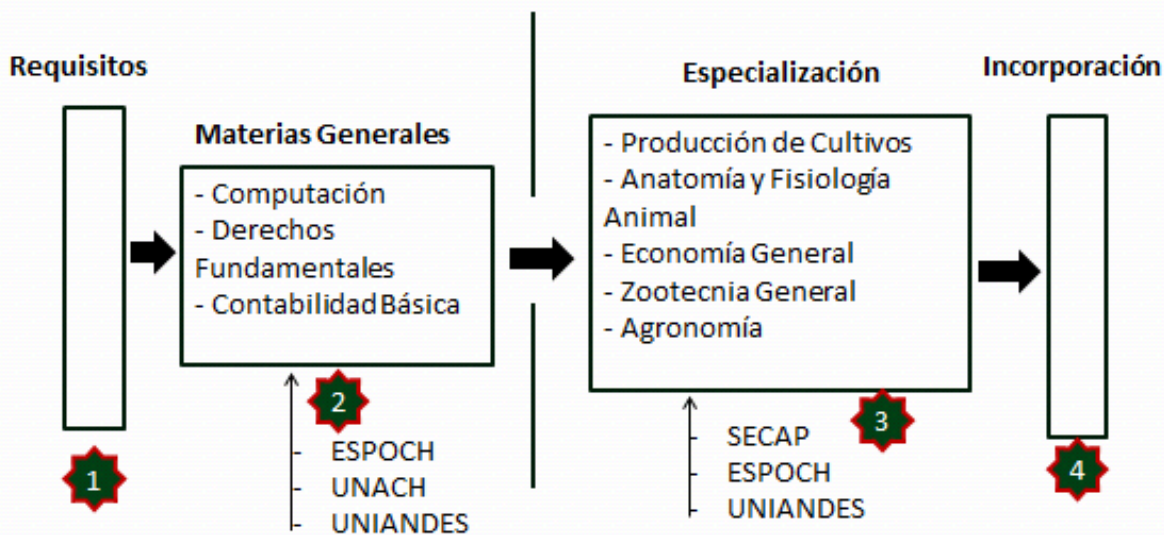 Requisitos
1
Materias Generales
- Computación
- Derechos
Fundamentales
- Contabilidad Básica
2
- ESPOCH
- UNACH
- UNIANDES
Especialización
- Producción de Cultivos
- Anatomía y Fisiología
Animal
- Economía General
- Zootecnia General
- Agronomía
3
- SECAP
- ESPOCH
- UNIANDES
Incorporación
4